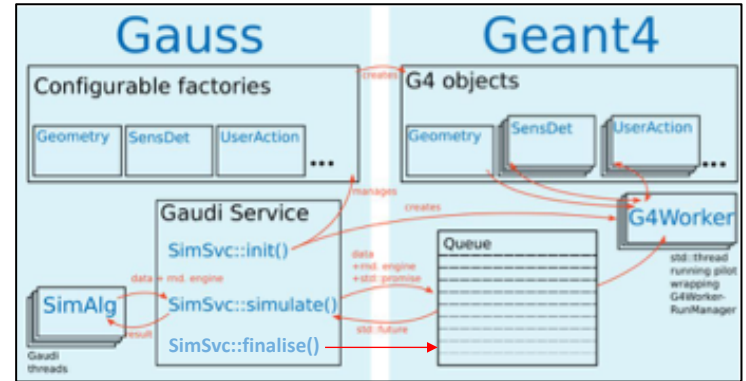 Gauss
Geant4
Configurable factories
creates
G4 objects
Geometry
SensDet
UserAction
...
Geometry
SensDet
UserAction
...
manages
Gaudi Service
creates
G4Worker
SimSvc::init()
Queue
data
+rnd. engine
+std::promise
std::thread
running pilot
wrapping
G4Worker-
RunManager
data + rnd. engine
SimAlg
SimSvc::simulate()
result
std::future
SimSvc::finalise()
Gaudi
threads